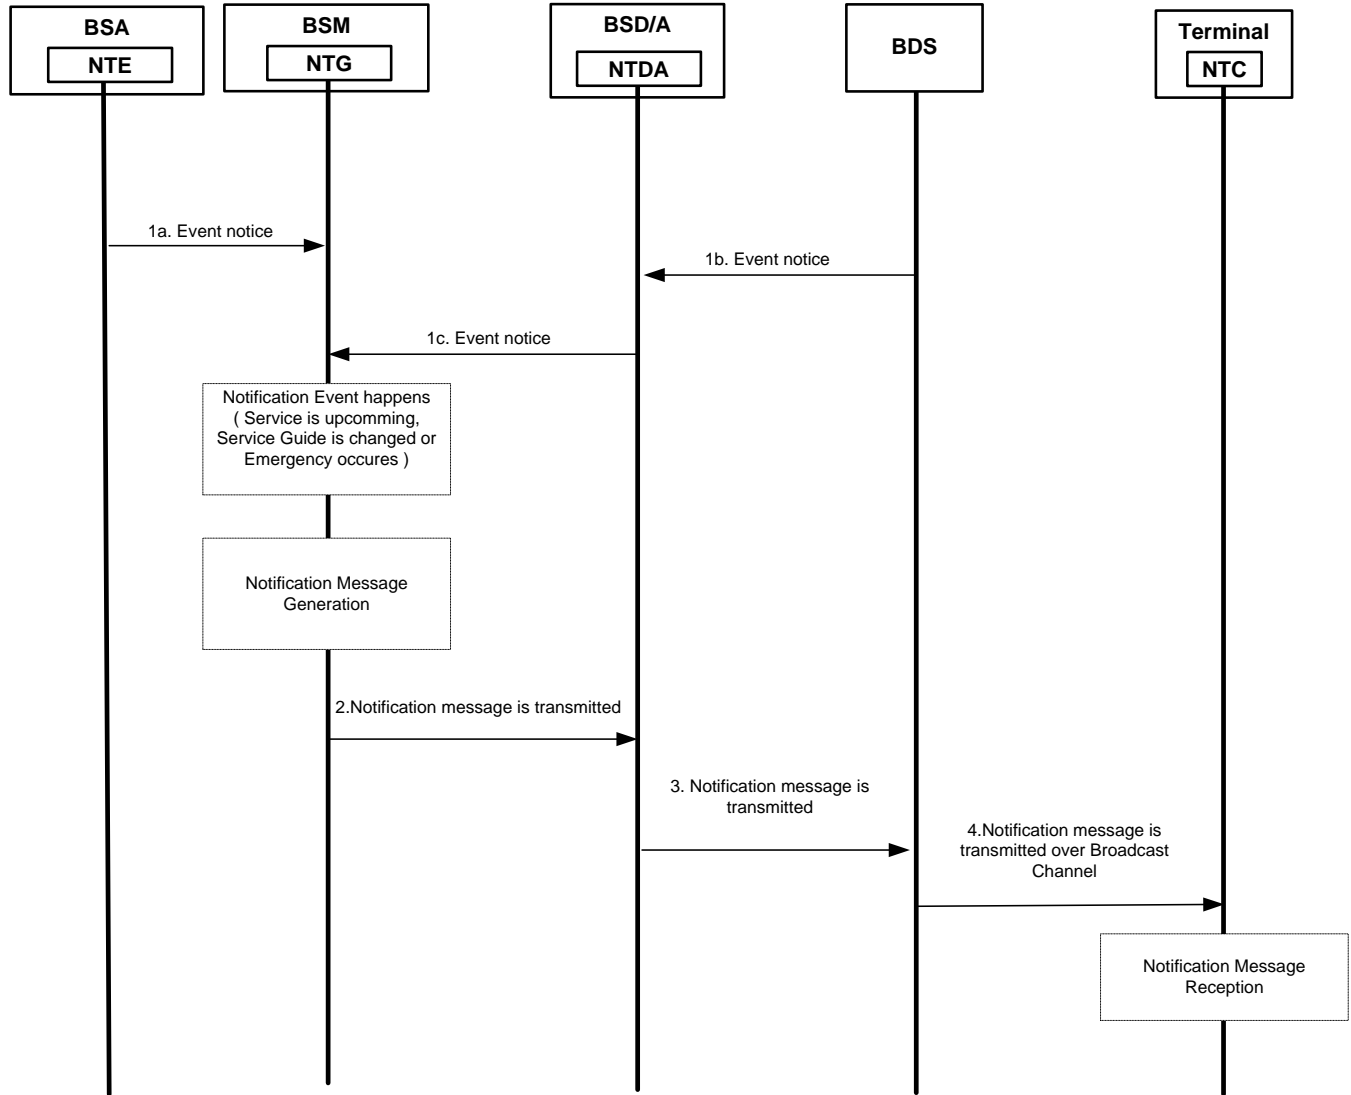 BSA
NTE
BSM
NTG
BSD/A
NTDA
BDS
Terminal
NTC
1a. Event notice
1b. Event notice
1c. Event notice
Notification Event happens
( Service is upcomming,
Service Guide is changed or
Emergency occures )
Notification Message
Generation
2.Notification message is transmitted
3. Notification message is
transmitted
4.Notification message is
transmitted over Broadcast
Channel
Notification Message
Reception